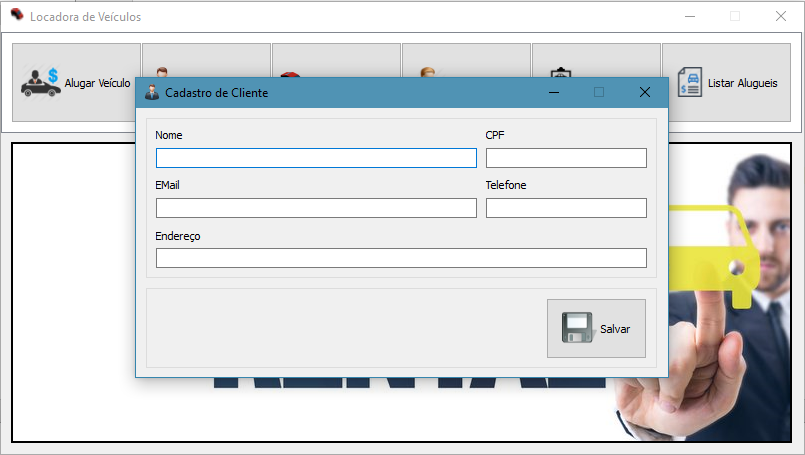 Locadora de Veículos
Alugar Veículo
Listar Alugueis
Cadastro de Cliente
Nome
CPF
EMail
Telefone
Endereço
Salvar